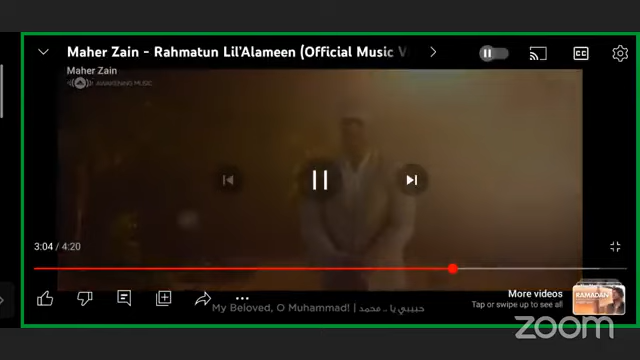 Maher Zain - Rahmatun Lil'Alameen (Official Music V
Maher Zain
AWAKENING MUSIC
3:04 / 4:20
More videos
Tap or swipe up to see all
RAMADAN
My Beloved, O Muhammad! | حبيبي يا .. محمد
zoom